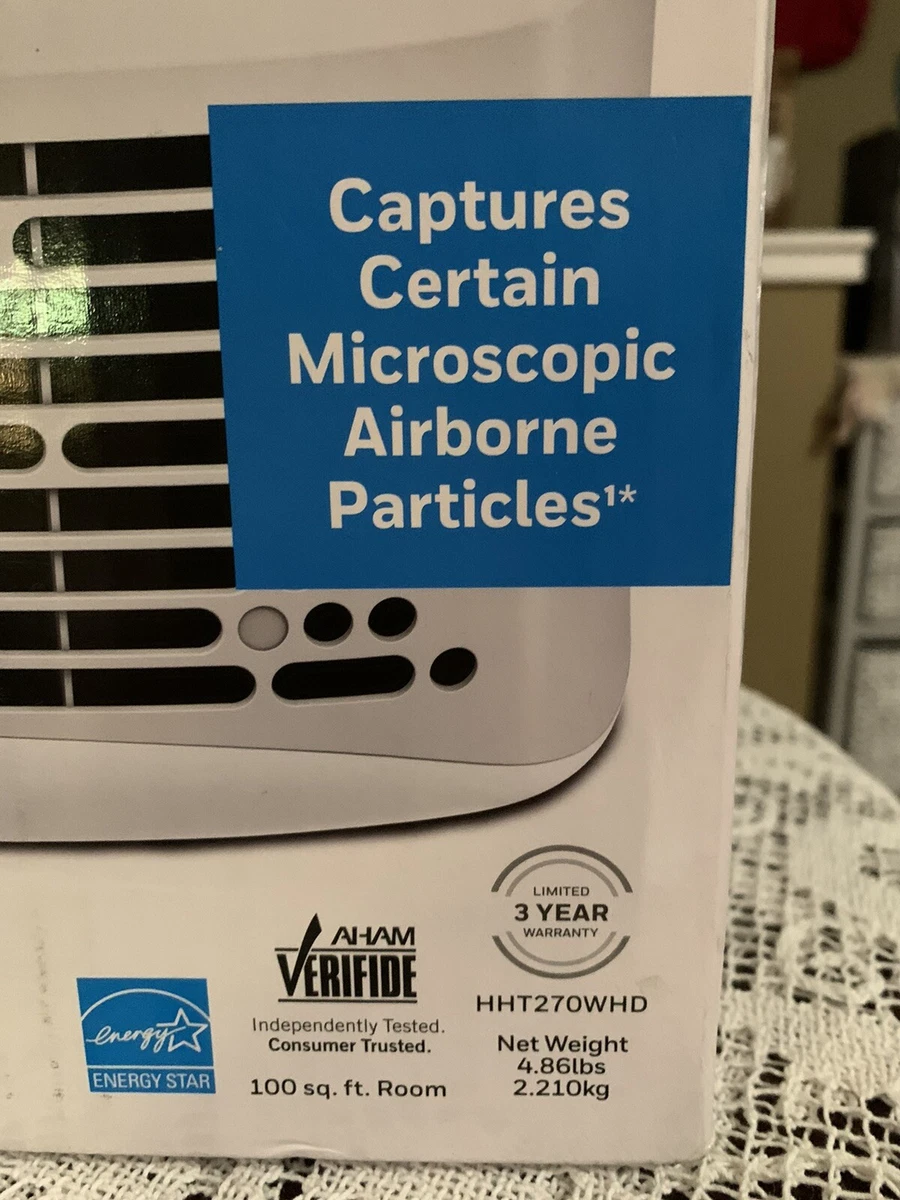 Captures
Certain
Microscopic
Airborne
Particles¹*
LIMITED
3 YEAR
WARRANTY
HHT270WHD
Net Weight
4.86lbs
2.210kg
AHAM
VERIFIDE
Independently Tested.
Consumer Trusted.
100 sq. ft. Room
energy
ENERGY STAR